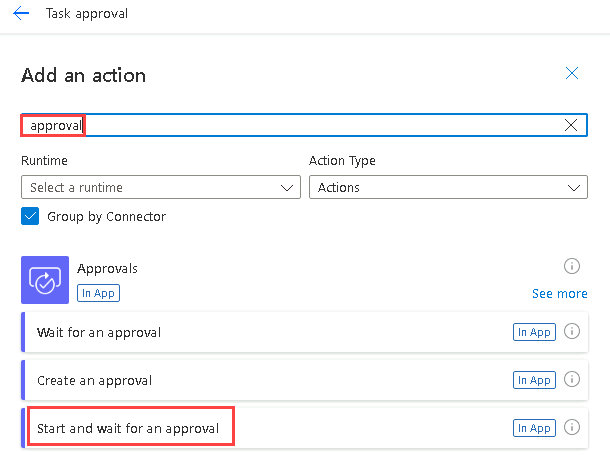 Task approval
Add an action
approval
Runtime
Action Type
Select a runtime
Actions
Group by Connector
Approvals
In App
See more
Wait for an approval
In App
Create an approval
In App
Start and wait for an approval
In App